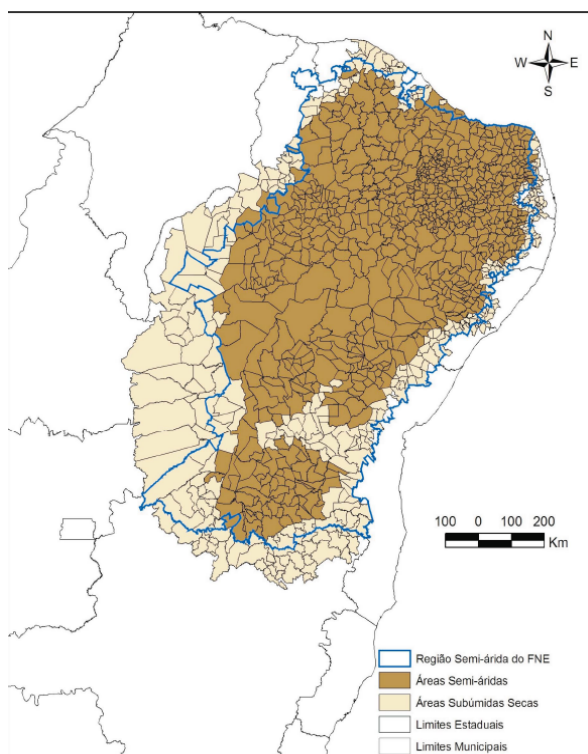 N
W E
S
100 0 100 200
Km
Região Semi-árida do FNE
Áreas Semi-áridas
Áreas Subúmidas Secas
Limites Estaduais
Limites Municipais